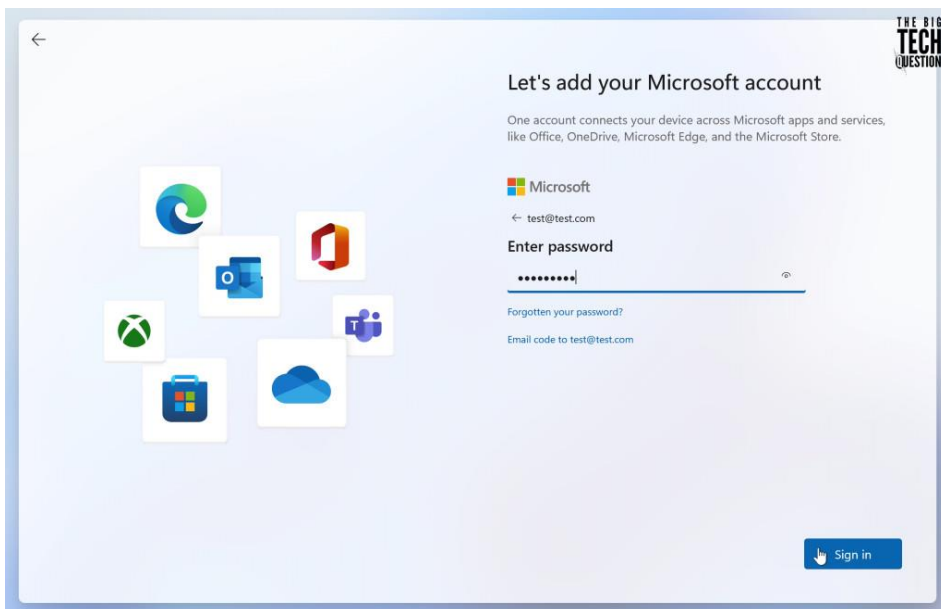 THE BIG
TECH
QUESTION
Let's add your Microsoft account
One account connects your device across Microsoft apps and services,
like Office, OneDrive, Microsoft Edge, and the Microsoft Store.
Microsoft
← test@test.com
Enter password
•••••••••
Forgotten your password?
Email code to test@test.com
Sign in